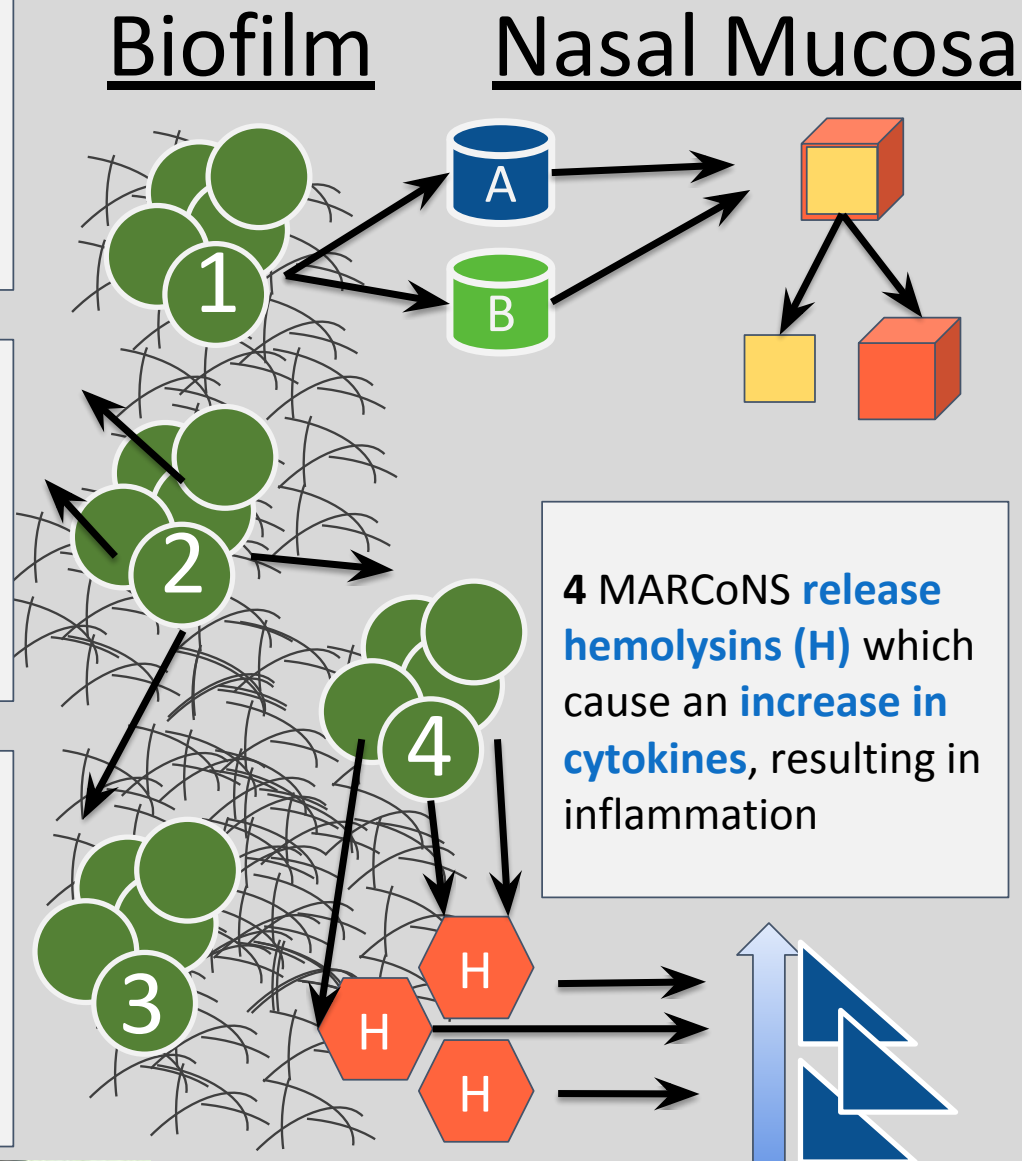 Biofilm
Nasal Mucosa
1
A
B
2
4
4 MARCoNS release
hemolysins (H) which
cause an increase in
cytokines, resulting in
inflammation
3
H
H
H